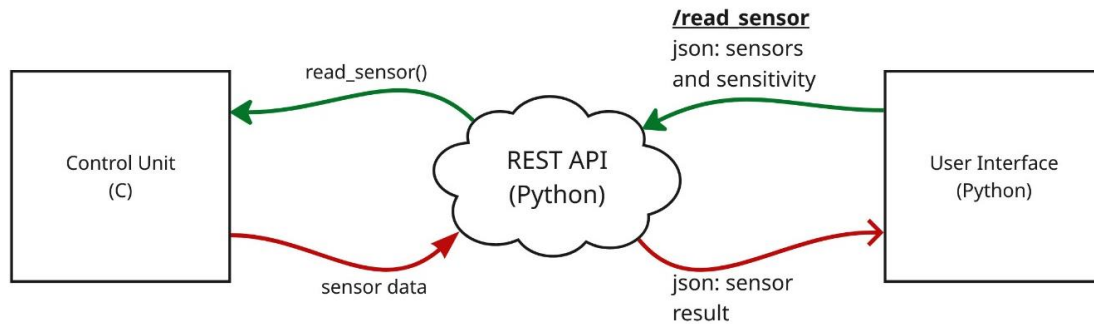 /read_sensor
json: sensors
and sensitivity
read_sensor()
Control Unit
(C)
REST API
(Python)
User Interface
(Python)
sensor data
json: sensor
result